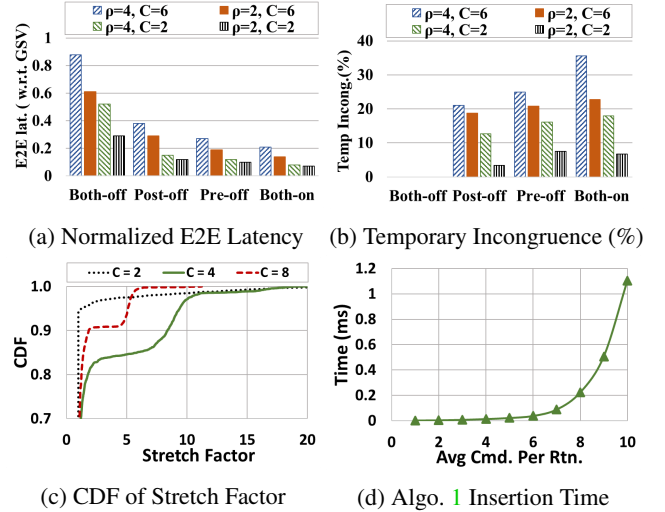 ρ=4, C=6 ρ=2, C=6
ρ=4, C=2 ρ=2, C=2
E2E lat. ( w.r.t. GSV)
1
0.8
0.6
0.4
0.2
0
Both-off Post-off Pre-off Both-on
(a) Normalized E2E Latency
ρ=4, C=6 ρ=2, C=6
ρ=4, C=2 ρ=2, C=2
Temp Incong.(%)
40
30
20
10
0
Both-off Post-off Pre-off Both-on
(b) Temporary Incongruence (%)
C = 2 C = 4 C = 8
CDF
1.0
0.9
0.8
0.7
0 5 10 15 20
Stretch Factor
(c) CDF of Stretch Factor
Time (ms)
1.2
1
0.8
0.6
0.4
0.2
0
0 2 4 6 8 10
Avg Cmd. Per Rtn.
(d) Algo. 1 Insertion Time